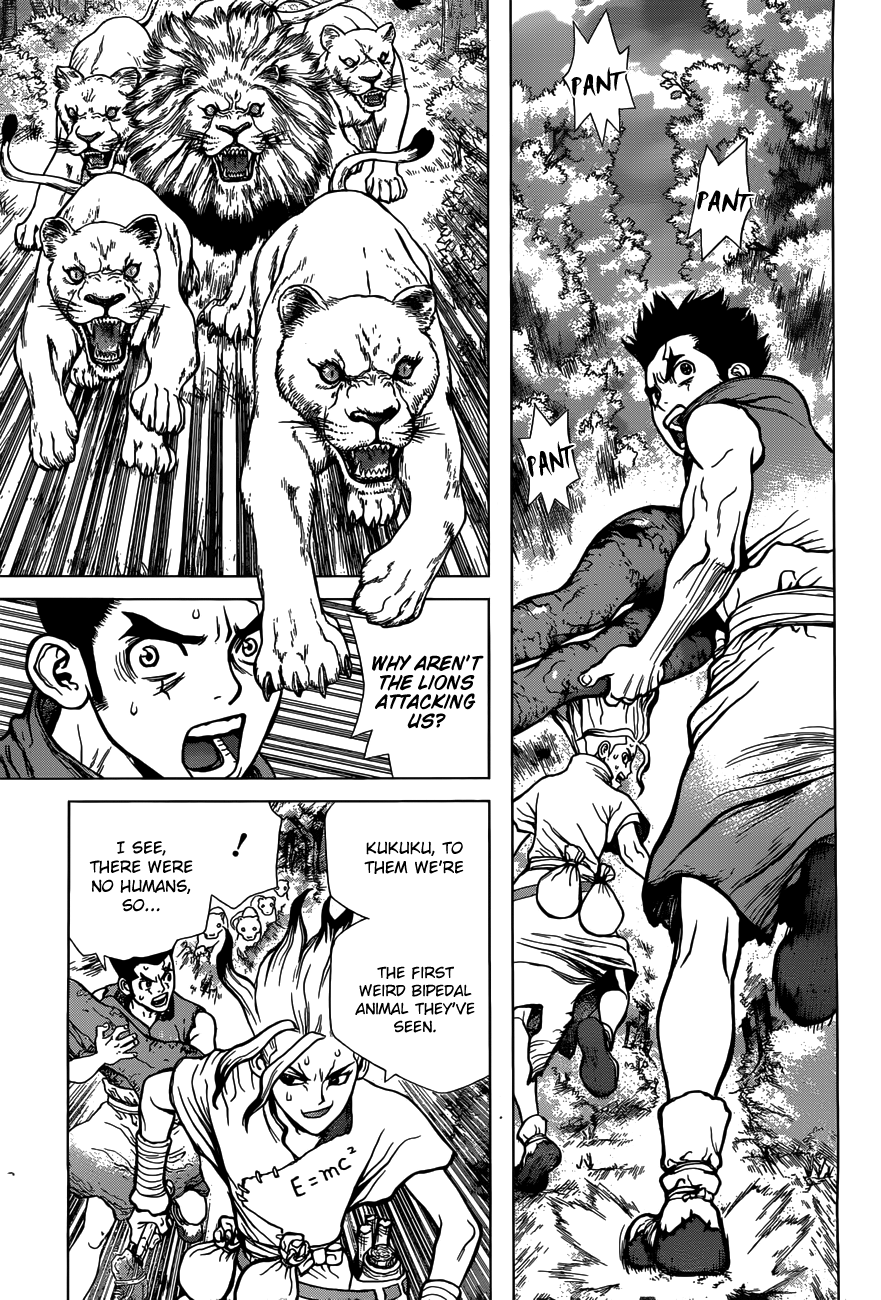 PANT
PANT
PANT
WHY AREN'T
THE LIONS
ATTACKING
US?
KUKUKU, TO
THEM WE'RE
THE FIRST
WEIRD BIPEDAL
ANIMAL THEY'VE
SEEN.
!
I SEE,
THERE WERE
NO HUMANS,
SO...
E=mc²